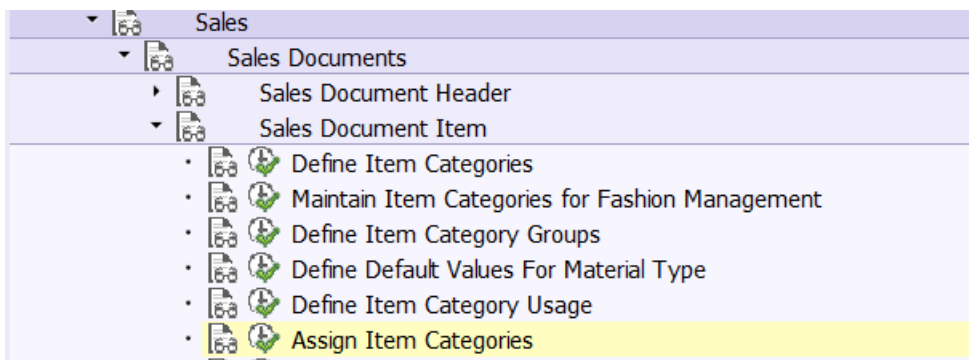 Sales
Sales Documents
Sales Document Header
Sales Document Item
Define Item Categories
Maintain Item Categories for Fashion Management
Define Item Category Groups
Define Default Values For Material Type
Define Item Category Usage
Assign Item Categories